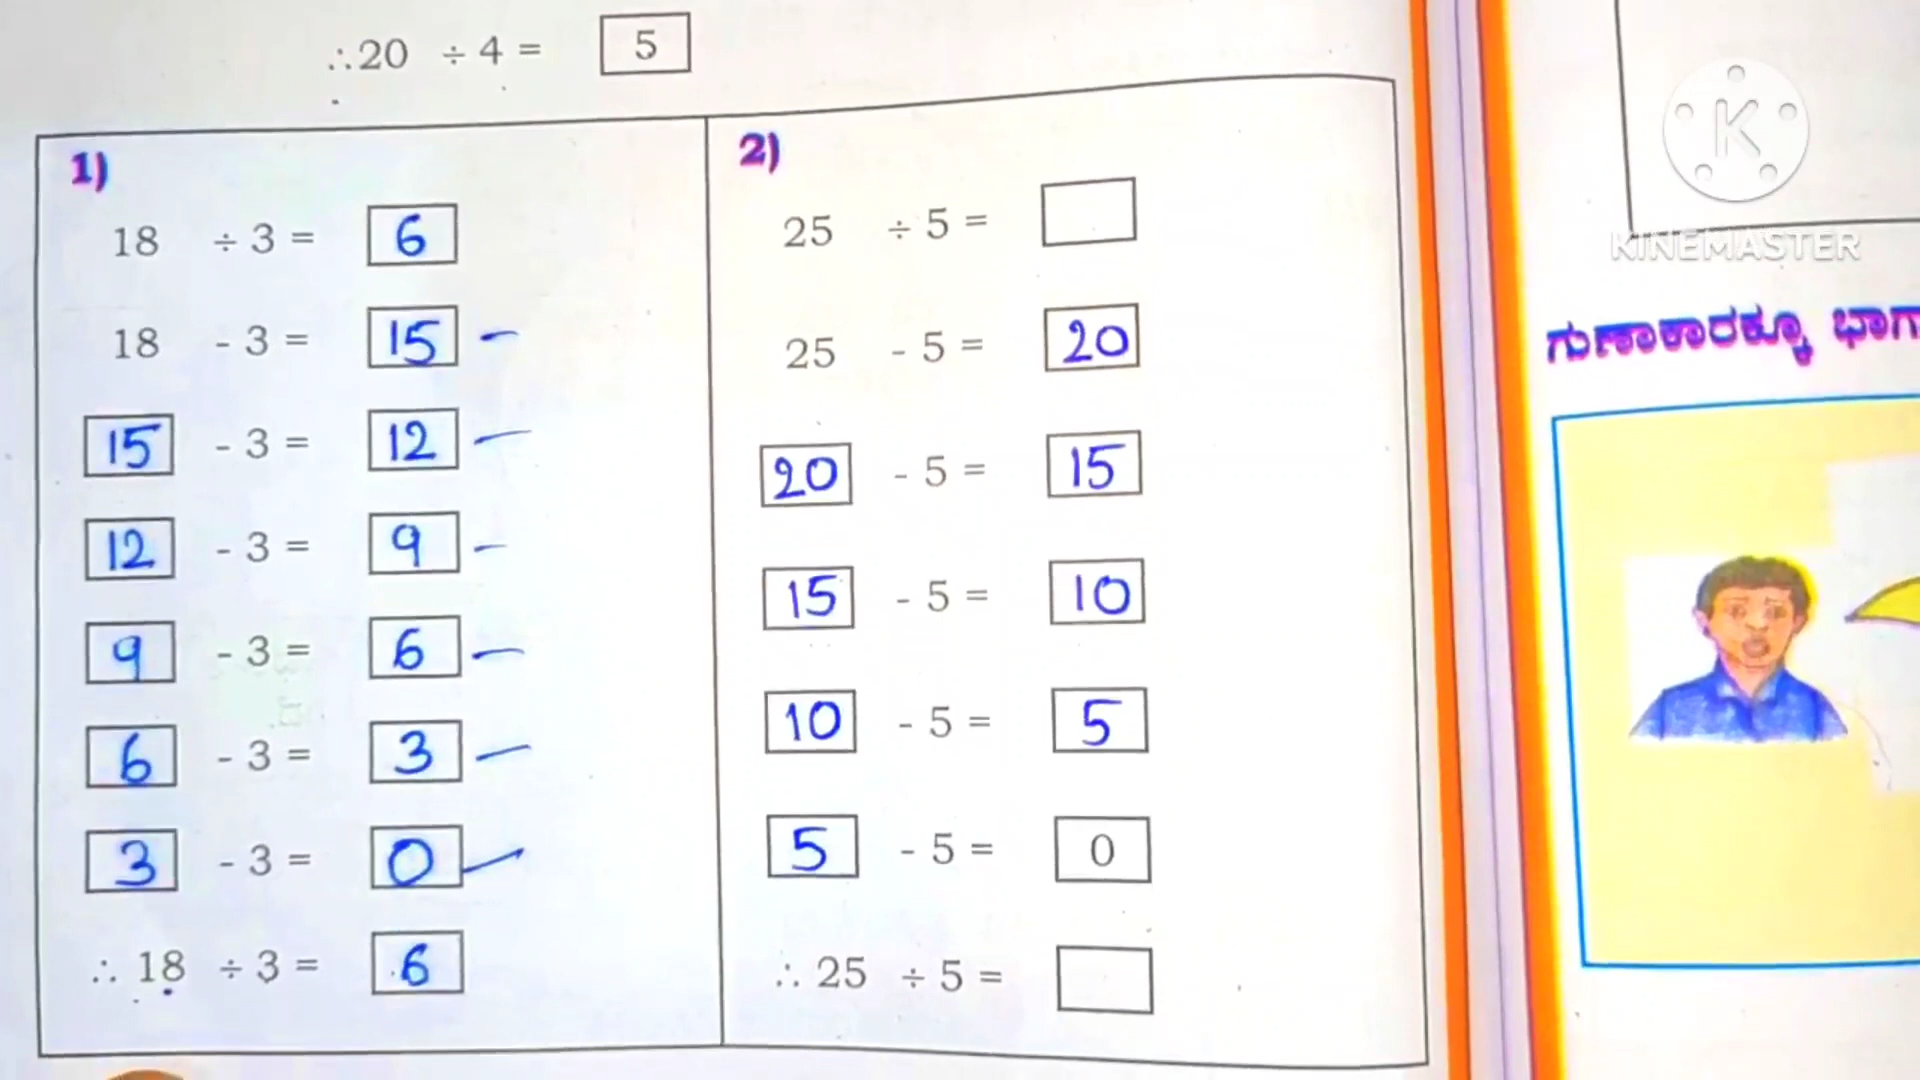 ∴20 ÷ 4 = 5
1)
18 ÷ 3 = 6
18 - 3 = 15 –
15 - 3 = 12 –
12 - 3 = 9 –
9 - 3 = 6 –
6 - 3 = 3 –
3 - 3 = 0 –
∴ 18 ÷ 3 = 6
2)
25 ÷ 5 =
25 - 5 = 20
20 - 5 = 15
15 - 5 = 10
10 - 5 = 5
5 - 5 = 0
∴ 25 ÷ 5 =
K
KINEMASTER
ಗುಣಾಕಾರಕ್ಕೂ ಭಾಗಾ